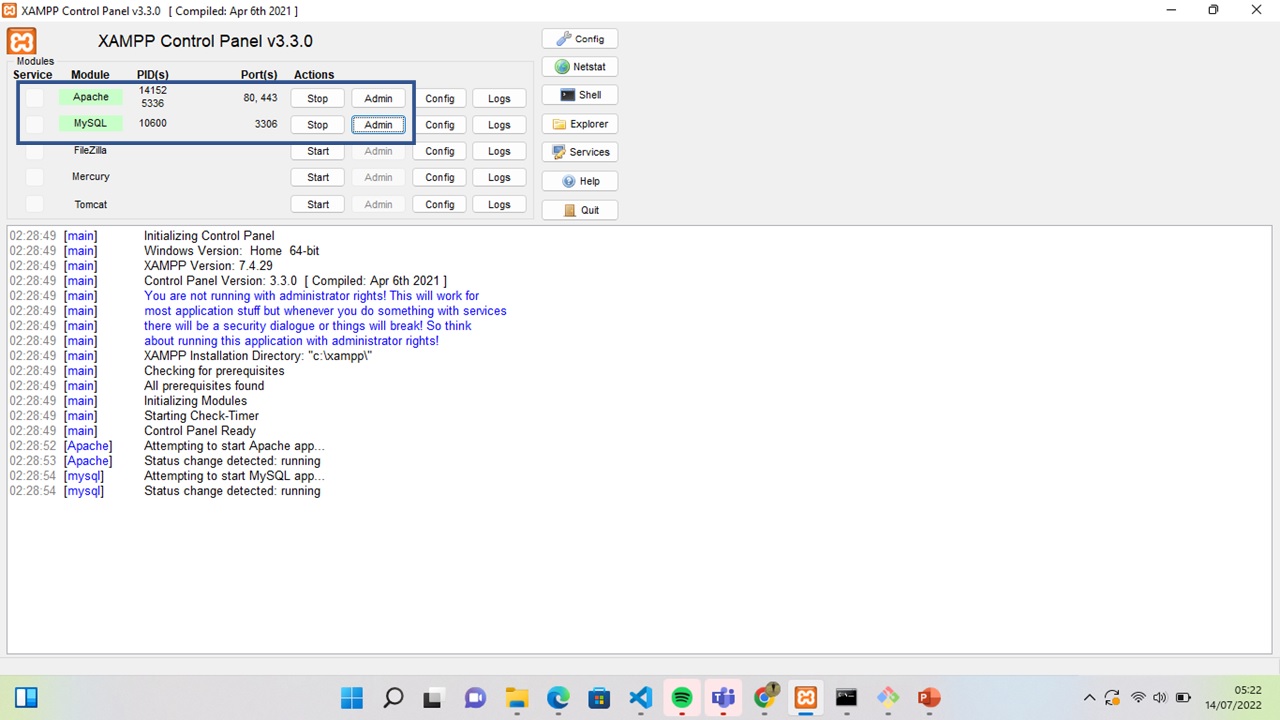 XAMPP Control Panel v3.3.0   [ Compiled: Apr 6th 2021 ]
XAMPP Control Panel v3.3.0
Modules
Service Module PID(s) Port(s) Actions
Apache 14152 5336 80, 443 Stop Admin Config Logs
MySQL 10600 3306 Stop Admin Config Logs
FileZilla Start Admin Config Logs
Mercury Start Admin Config Logs
Tomcat Start Admin Config Logs
Config
Netstat
Shell
Explorer
Services
Help
Quit
02:28:49 [main] Initializing Control Panel
02:28:49 [main] Windows Version:  Home  64-bit
02:28:49 [main] XAMPP Version: 7.4.29
02:28:49 [main] Control Panel Version: 3.3.0  [ Compiled: Apr 6th 2021 ]
02:28:49 [main] You are not running with administrator rights! This will work for
02:28:49 [main] most application stuff but whenever you do something with services
02:28:49 [main] there will be a security dialogue or things will break! So think
02:28:49 [main] about running this application with administrator rights!
02:28:49 [main] XAMPP Installation Directory: "c:\xampp\"
02:28:49 [main] Checking for prerequisites
02:28:49 [main] All prerequisites found
02:28:49 [main] Initializing Modules
02:28:49 [main] Starting Check-Timer
02:28:49 [main] Control Panel Ready
02:28:52 [Apache] Attempting to start Apache app...
02:28:53 [Apache] Status change detected: running
02:28:54 [mysql] Attempting to start MySQL app...
02:28:54 [mysql] Status change detected: running
05:22
14/07/2022